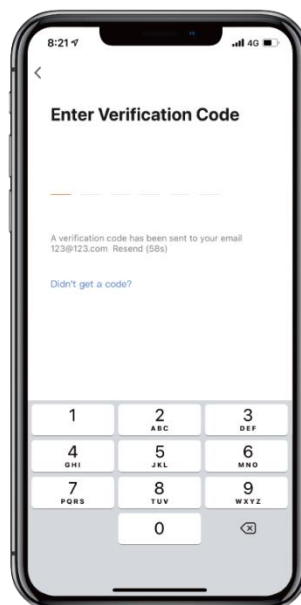 8:21
4G
Enter Verification Code
A verification code has been sent to your email
123@123.com Resend (58s)
Didn't get a code?
1 2 3
ABC DEF
4 5 6
GHI JKL MNO
7 8 9
PQRS TUV WXYZ
0